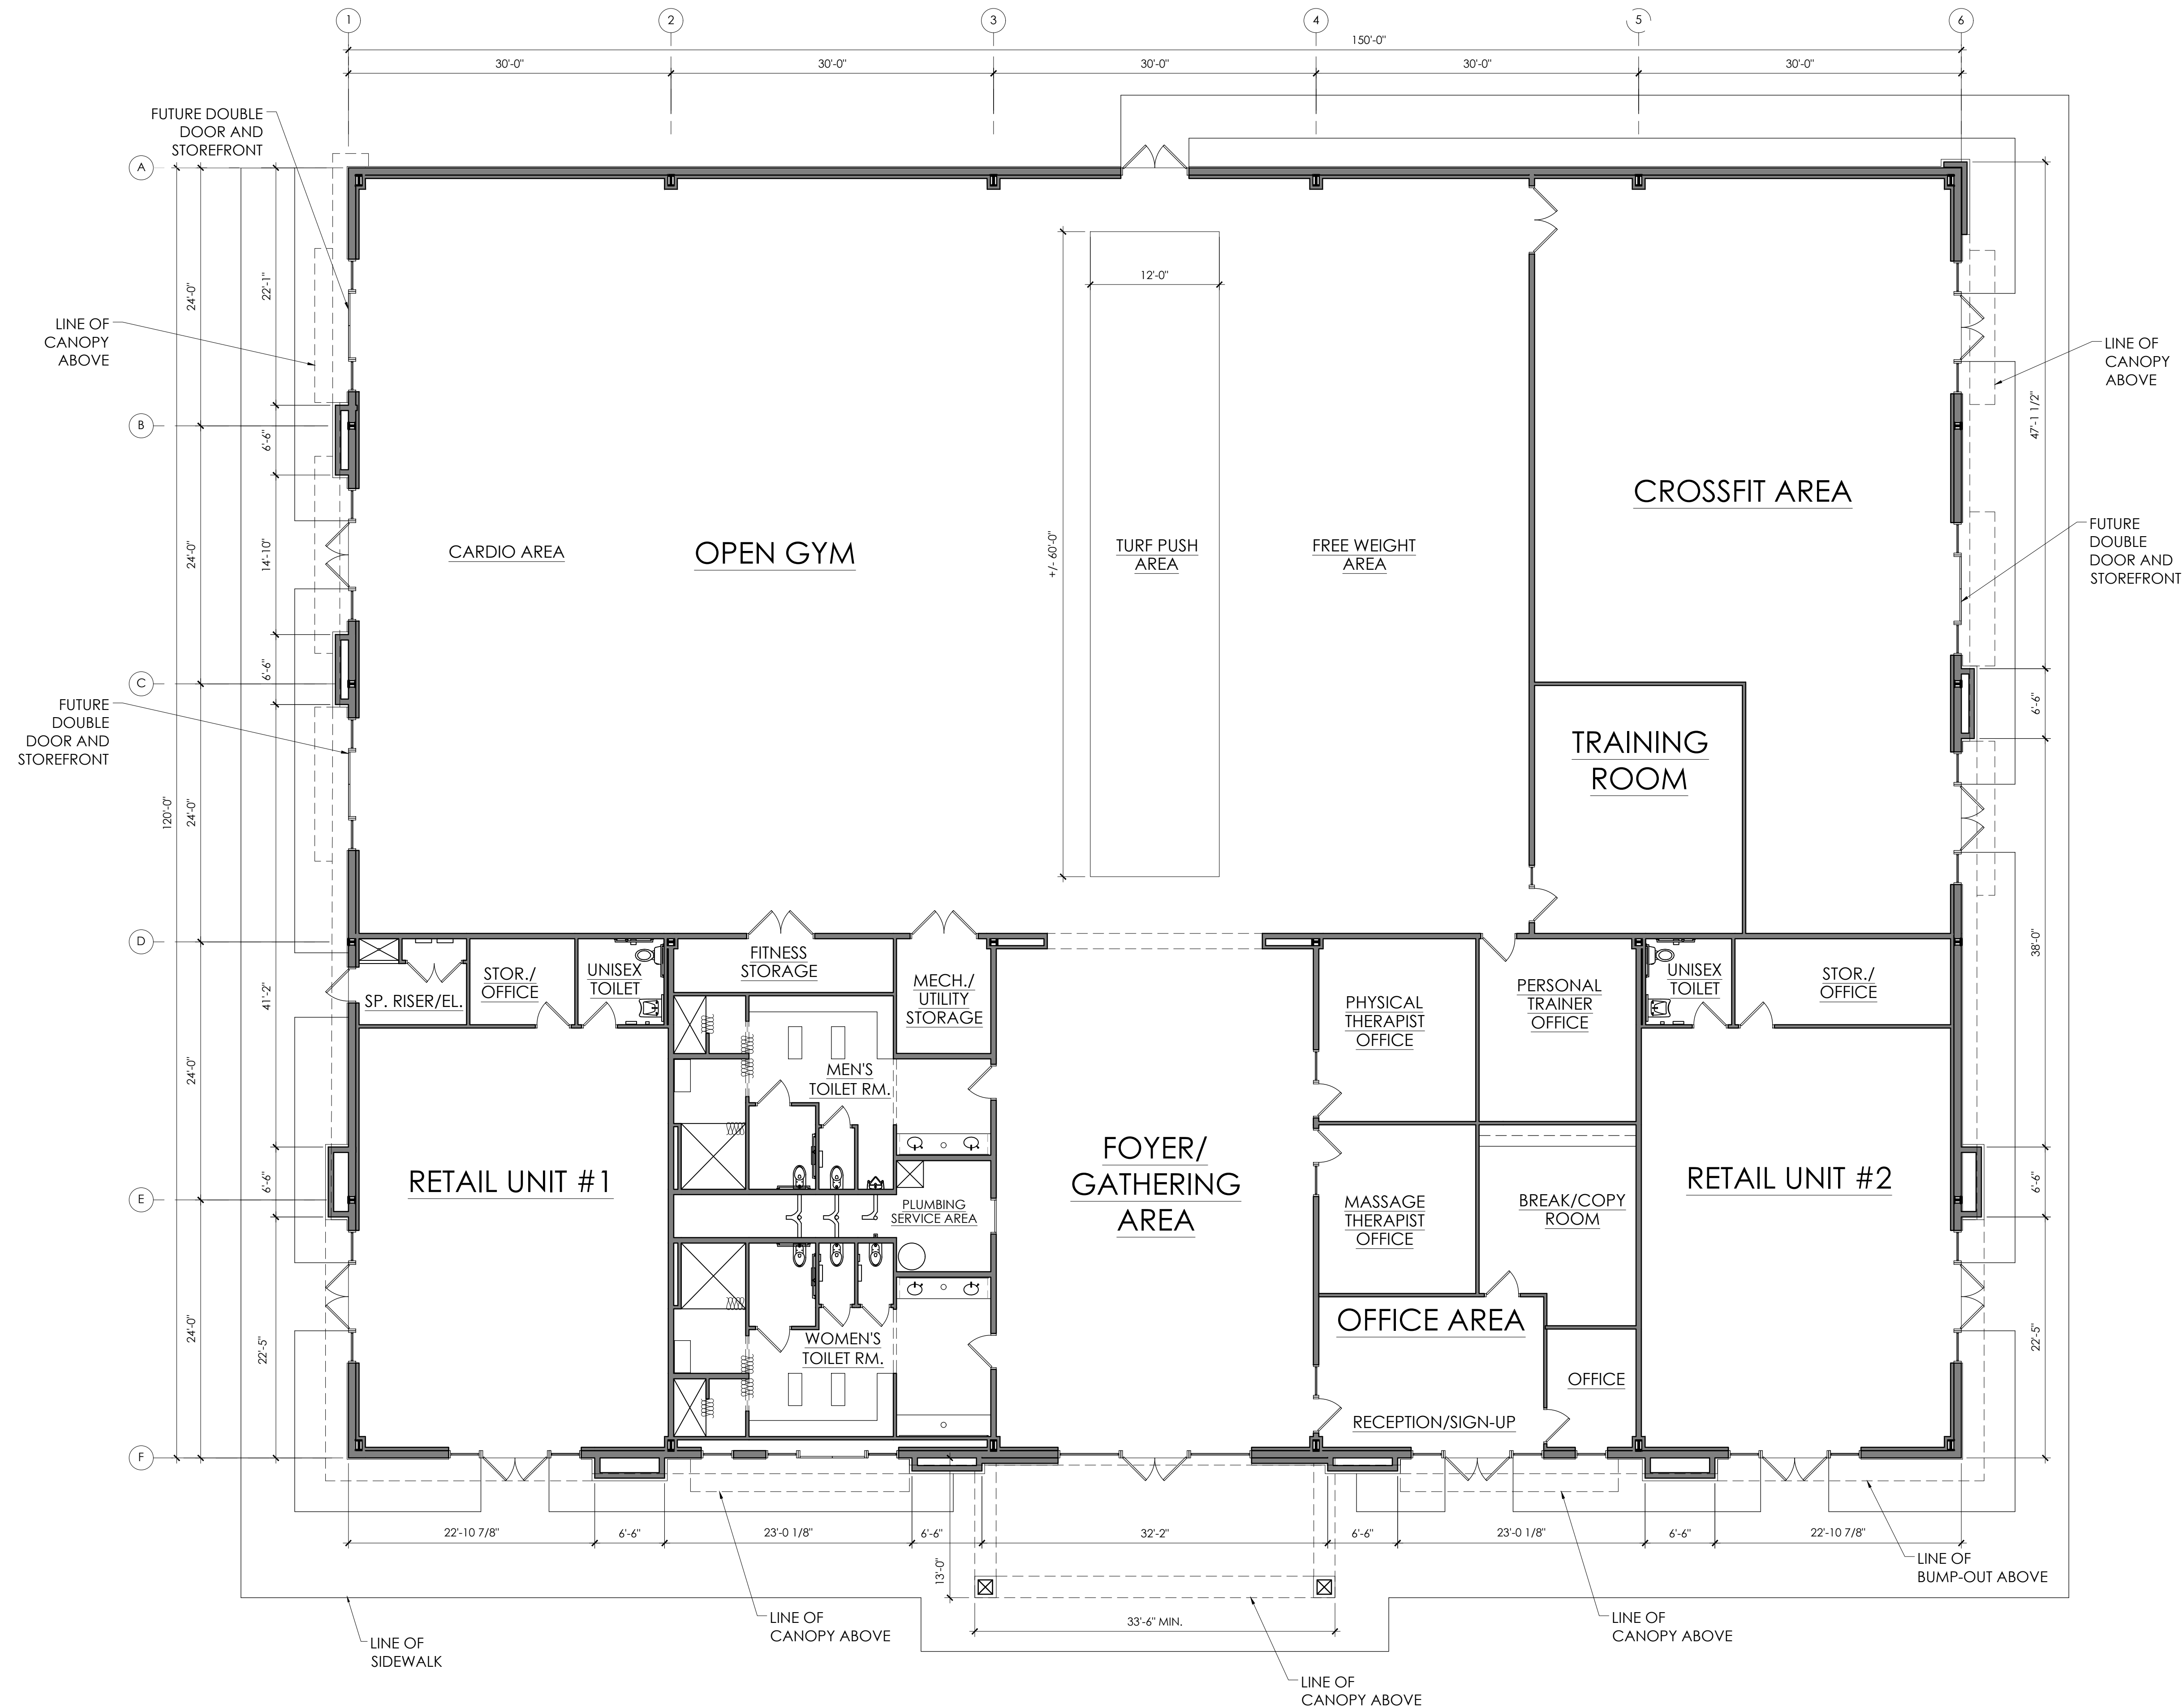 1
2
3
4
5
6
150'-0"
30'-0"
30'-0"
30'-0"
30'-0"
30'-0"
FUTURE DOUBLE
DOOR AND
STOREFRONT
A
22'-1"
24'-0"
12'-0"
LINE OF
CANOPY
ABOVE
LINE OF
CANOPY
ABOVE
B
6'-6"
47'-1 1/2"
CROSSFIT AREA
24'-0"
14'-10"
CARDIO AREA
OPEN GYM
+/- 60'-0"
TURF PUSH
AREA
FREE WEIGHT
AREA
FUTURE
DOUBLE
DOOR AND
STOREFRONT
C
6'-6"
6'-6"
FUTURE
DOUBLE
DOOR AND
STOREFRONT
TRAINING
ROOM
120'-0"
24'-0"
D
38'-0"
41'-2"
SP. RISER/EL.
STOR./
OFFICE
UNISEX
TOILET
FITNESS
STORAGE
MECH./
UTILITY
STORAGE
PHYSICAL
THERAPIST
OFFICE
PERSONAL
TRAINER
OFFICE
UNISEX
TOILET
STOR./
OFFICE
24'-0"
MEN'S
TOILET RM.
E
6'-6"
RETAIL UNIT #1
PLUMBING
SERVICE AREA
FOYER/
GATHERING
AREA
MASSAGE
THERAPIST
OFFICE
BREAK/COPY
ROOM
RETAIL UNIT #2
6'-6"
24'-0"
22'-5"
WOMEN'S
TOILET RM.
OFFICE AREA
OFFICE
22'-5"
RECEPTION/SIGN-UP
F
22'-10 7/8"
6'-6"
23'-0 1/8"
6'-6"
32'-2"
6'-6"
23'-0 1/8"
6'-6"
22'-10 7/8"
13'-0"
LINE OF
BUMP-OUT ABOVE
33'-6" MIN.
LINE OF
SIDEWALK
LINE OF
CANOPY ABOVE
LINE OF
CANOPY ABOVE
LINE OF
CANOPY ABOVE